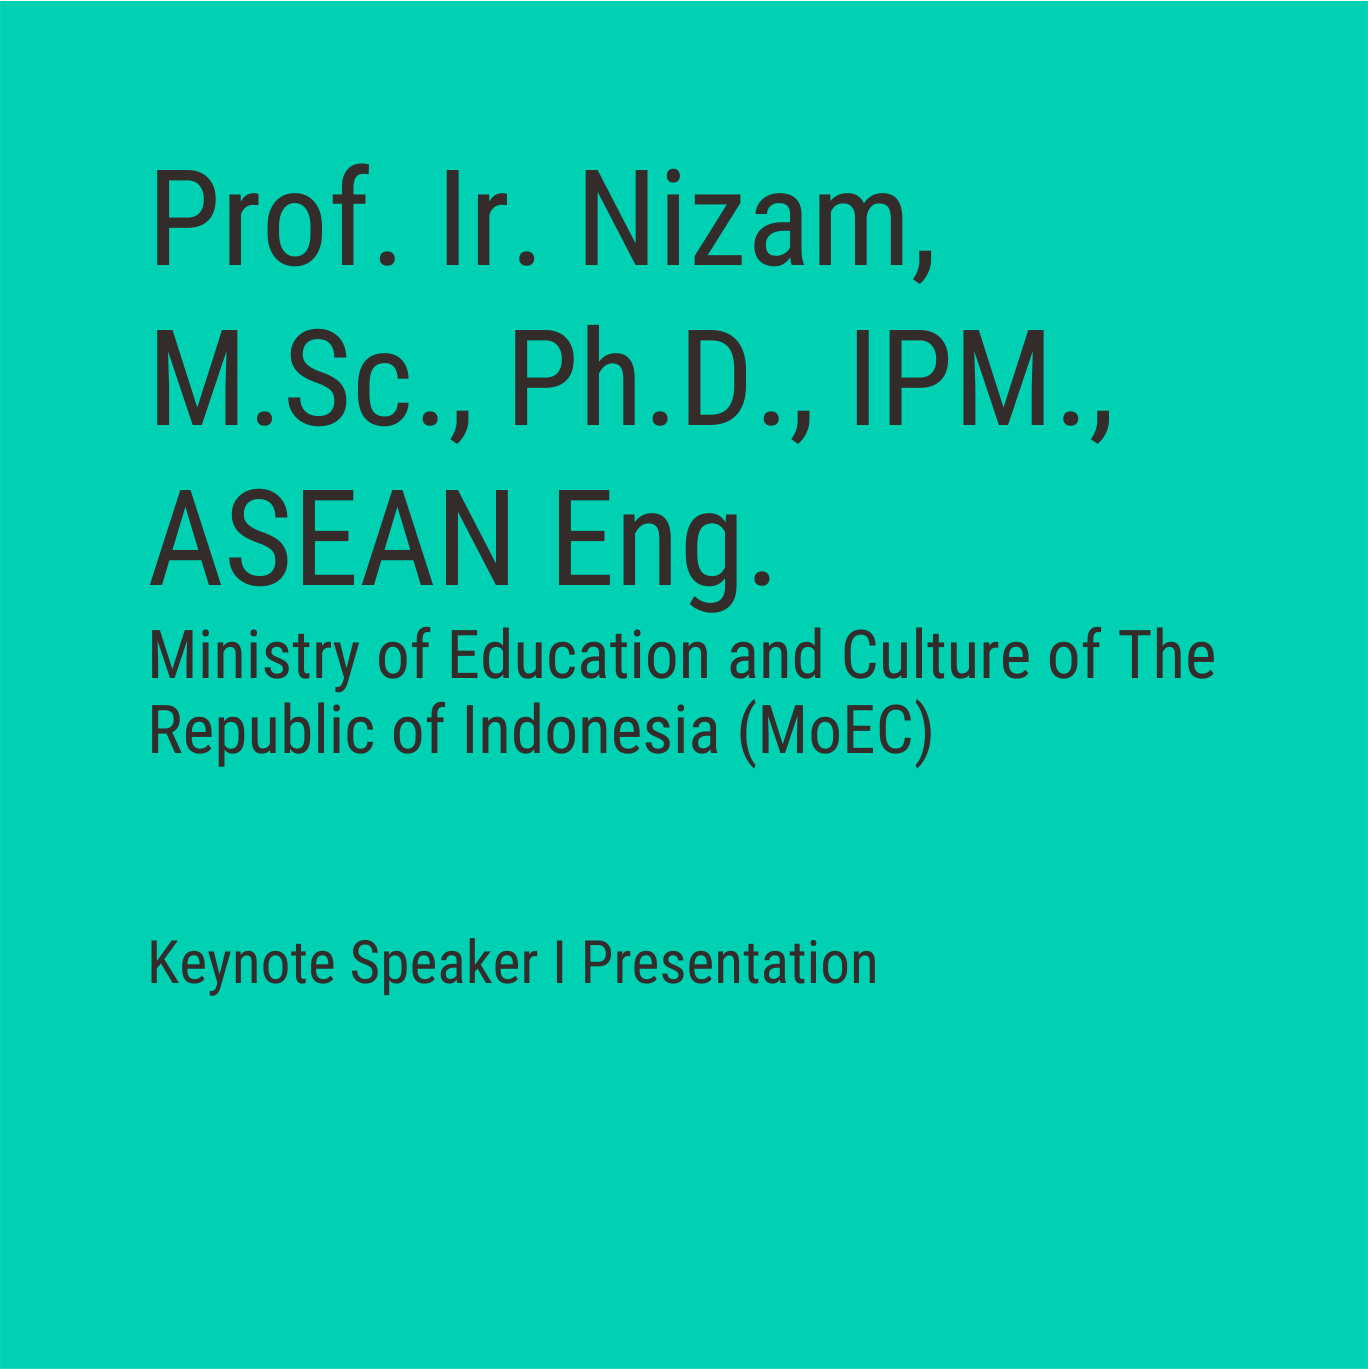 Prof. Ir. Nizam,
M.Sc., Ph.D., IPM.,
ASEAN Eng.
Ministry of Education and Culture of The
Republic of Indonesia (MoEC)
Keynote Speaker I Presentation